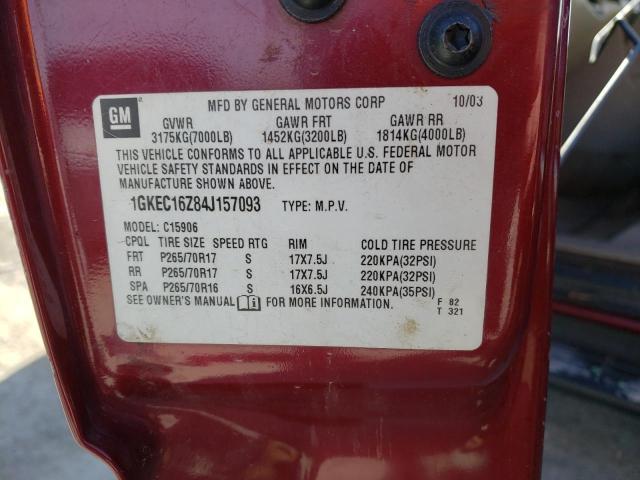 GM
MFD BY GENERAL MOTORS CORP 10/03
GVWR GAWR FRT GAWR RR
3175KG(7000LB) 1452KG(3200LB) 1814KG(4000LB)
THIS VEHICLE CONFORMS TO ALL APPLICABLE U.S. FEDERAL MOTOR
VEHICLE SAFETY STANDARDS IN EFFECT ON THE DATE OF
MANUFACTURE SHOWN ABOVE.
1GKEC16Z84J157093 TYPE: M.P.V.
MODEL: C15906
CPQL TIRE SIZE SPEED RTG RIM COLD TIRE PRESSURE
FRT P265/70R17 S 17X7.5J 220KPA(32PSI)
RR P265/70R17 S 17X7.5J 220KPA(32PSI)
SPA P265/70R16 S 16X6.5J 240KPA(35PSI)
SEE OWNER'S MANUAL FOR MORE INFORMATION. F 82
T 321